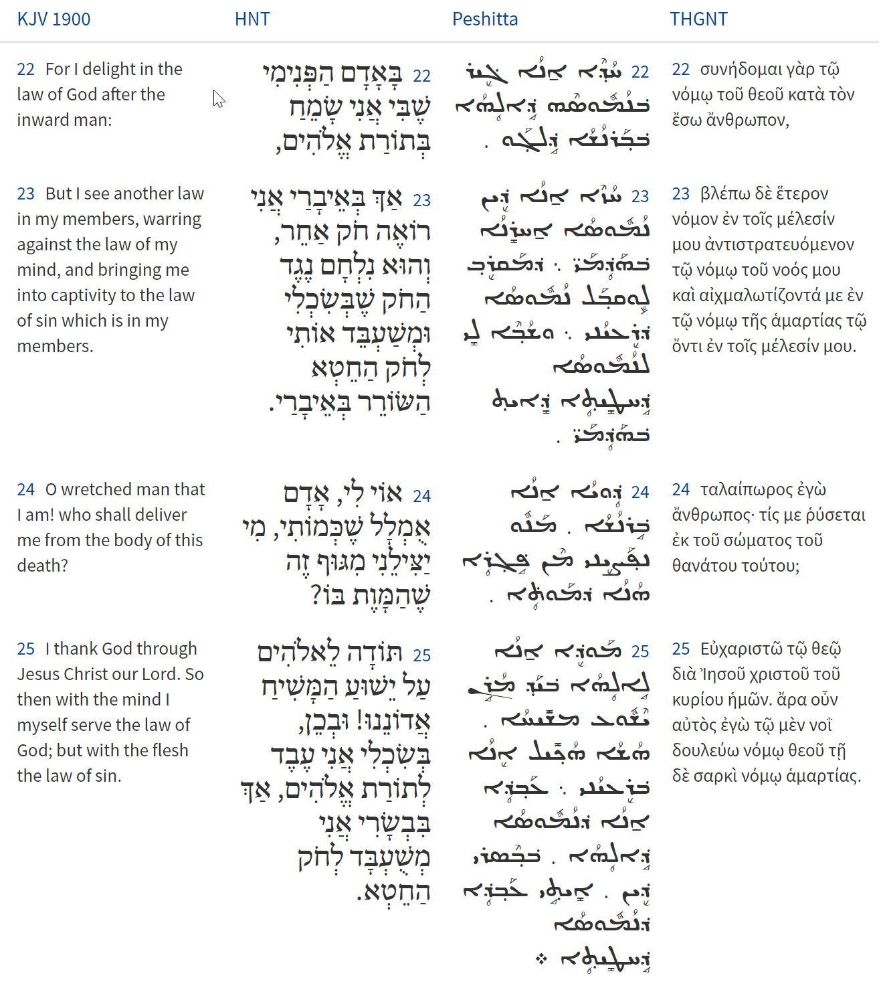 KJV 1900
HNT
Peshitta
THGNT
22 For I delight in the
law of God after the
inward man:
22 בָּאָדָם הַפְּנִימִי
שֶׁבִּי אֲנִי שָׂמֵחַ
בְּתוֹרַת אֱלֹהִים,
22 ܚܕܐ ܐܢܐ ܓܝܪ
ܒܢܡܘܣܗ ܕܐܠܗܐ
ܒܒܪܢܫܐ ܕܠܓܘ .
22 συνήδομαι γὰρ τῷ
νόμῳ τοῦ θεοῦ κατὰ τὸν
ἔσω ἄνθρωπον,
23 But I see another law
in my members, warring
against the law of my
mind, and bringing me
into captivity to the law
of sin which is in my
members.
23 אַךְ בְּאֵיבָרַי אֲנִי
רוֹאֶה חֹק אַחֵר,
וְהוּא נִלְחָם נֶגֶד
הַחֹק שֶׁבְּשִׂכְלִי
וּמְשַׁעְבֵּד אוֹתִי
לְחֹק הַחֵטְא
הַשּׂוֹרֵר בְּאֵיבָרַי.
23 ܚܙܐ ܐܢܐ ܕܝܢ
ܢܡܘܣܐ ܐܚܪܢܐ
ܒܗܕܡܝ̈ ܆ ܕܡܩܪܒ
ܠܘܩܒܠ ܢܡܘܣܐ
ܕܪܥܝܢܝ ܆ ܘܫܒܐ ܠܝ
ܠܢܡܘܣܐ
ܕܚܛܝܬܐ ܕܐܝܬ
ܒܗܕܡܝ̈ .
23 βλέπω δὲ ἕτερον
νόμον ἐν τοῖς μέλεσίν
μου ἀντιστρατευόμενον
τῷ νόμῳ τοῦ νοός μου
καὶ αἰχμαλωτίζοντά με ἐν
τῷ νόμῳ τῆς ἁμαρτίας τῷ
ὄντι ἐν τοῖς μέλεσίν μου.
24 O wretched man that
I am! who shall deliver
me from the body of this
death?
24 אוֹי לִי, אָדָם
אֻמְלָל שֶׁכְּמוֹתִי, מִי
יַצִּילֵנִי מִגּוּף זֶה
שֶׁהַמָּוֶת בּוֹ?
24 ܕܘܝܐ ܐܢܐ
ܒܪܢܫܐ . ܡܢܘ
ܢܦܨܝܢܝ ܡܢ ܦܓܪܐ
ܗܢܐ ܕܡܘܬܐ .
24 ταλαίπωρος ἐγὼ
ἄνθρωπος· τίς με ῥύσεται
ἐκ τοῦ σώματος τοῦ
θανάτου τούτου;
25 I thank God through
Jesus Christ our Lord. So
then with the mind I
myself serve the law of
God; but with the flesh
the law of sin.
25 תּוֹדָה לֵאלֹהִים
עַל יֵשׁוּעַ הַמָּשִׁיחַ
אֲדוֹנֵנוּ! וּבְכֵן,
בְּשִׂכְלִי אֲנִי עֶבֶד
לְתוֹרַת אֱלֹהִים, אַךְ
בִּבְשָׂרִי אֲנִי
מְשֻׁעְבָּד לְחֹק
הַחֵטְא.
25 ܡܘܕܐ ܐܢܐ
ܠܐܠܗܐ ܒܝܕ ܡܪܢ
ܝܫܘܥ ܡܫܝܚܐ .
ܗܫܐ ܗܟܝܠ ܐܢܐ
ܒܪܥܝܢܝ ܆ ܥܒܕܐ
ܐܢܐ ܕܢܡܘܣܐ
ܕܐܠܗܐ . ܒܒܣܪܝ
ܕܝܢ . ܐܝܬܝ ܥܒܕܐ
ܕܢܡܘܣܐ
ܕܚܛܝܬܐ ❖
25 Εὐχαριστῶ τῷ θεῷ
διὰ Ἰησοῦ χριστοῦ τοῦ
κυρίου ἡμῶν. ἄρα οὖν
αὐτὸς ἐγὼ τῷ μὲν νοῒ
δουλεύω νόμῳ θεοῦ τῇ
δὲ σαρκὶ νόμῳ ἁμαρτίας.